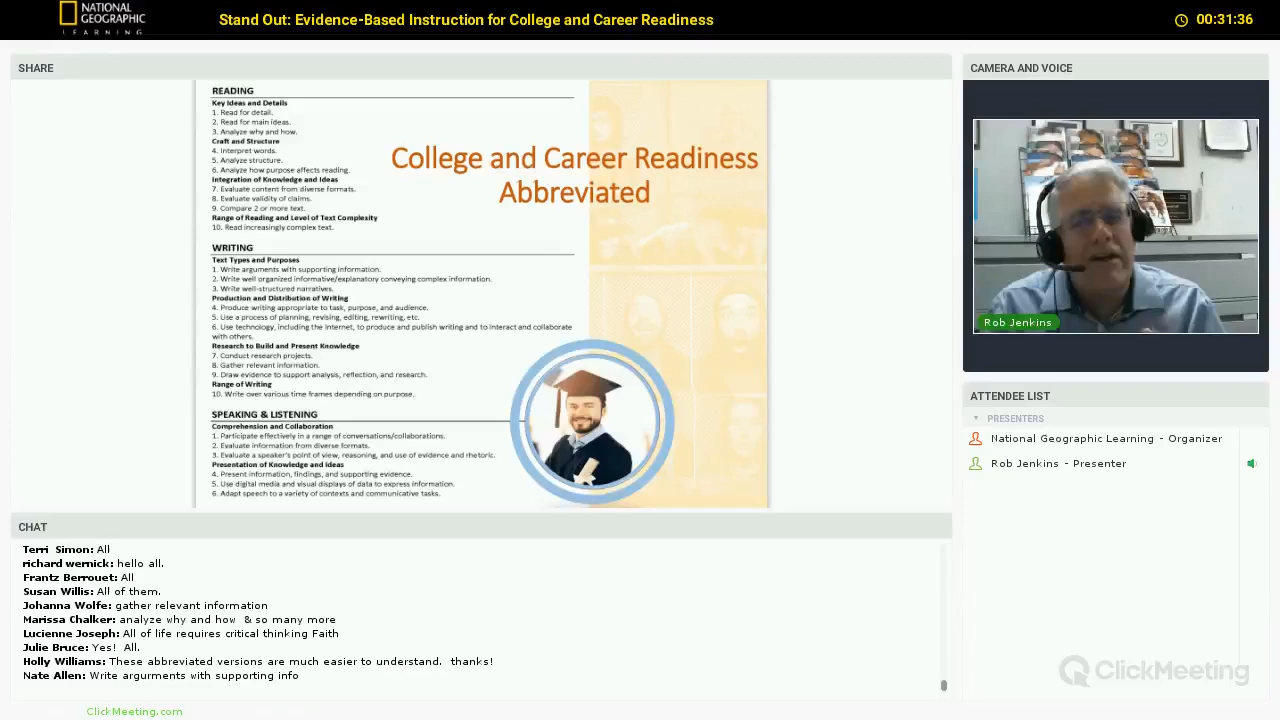 NATIONAL
GEOGRAPHIC
LEARNING
Stand Out: Evidence-Based Instruction for College and Career Readiness
00:31:36
SHARE
READING
Key Ideas and Details
1. Read for detail.
2. Read for main ideas.
3. Analyze why and how.
Craft and Structure
4. Interpret words.
5. Analyze structure.
6. Analyze how purpose affects reading.
Integration of Knowledge and Ideas
7. Evaluate content from diverse formats.
8. Evaluate validity of claims.
9. Compare 2 or more text.
Range of Reading and Level of Text Complexity
10. Read increasingly complex text.
College and Career Readiness
Abbreviated
WRITING
Text Types and Purposes
1. Write arguments with supporting information.
2. Write well organized informative/explanatory conveying complex information.
3. Write well-structured narratives.
Production and Distribution of Writing
4. Produce writing appropriate to task, purpose, and audience.
5. Use a process of planning, revising, editing, rewriting, etc.
6. Use technology, including the Internet, to produce and publish writing and to interact and collaborate
with others.
Research to Build and Present Knowledge
7. Conduct research projects.
8. Gather relevant information.
9. Draw evidence to support analysis, reflection, and research.
Range of Writing
10. Write over various time frames depending on purpose.
SPEAKING & LISTENING
Comprehension and Collaboration
1. Participate effectively in a range of conversations/collaborations.
2. Evaluate information from diverse formats.
3. Evaluate a speaker's point of view, reasoning, and use of evidence and rhetoric.
Presentation of Knowledge and Ideas
4. Present information, findings, and supporting evidence.
5. Use digital media and visual displays of data to express information.
6. Adapt speech to a variety of contexts and communicative tasks.
CAMERA AND VOICE
Rob Jenkins
ATTENDEE LIST
PRESENTERS
National Geographic Learning - Organizer
Rob Jenkins - Presenter
CHAT
Terri Simon: All
richard wernick: hello all.
Frantz Berrouet: All
Susan Willis: All of them.
Johanna Wolfe: gather relevant information
Marissa Chalker: analyze why and how & so many more
Lucienne Joseph: All of life requires critical thinking Faith
Julie Bruce: Yes! All.
Holly Williams: These abbreviated versions are much easier to understand. thanks!
Nate Allen: Write argurments with supporting info
ClickMeeting
ClickMeeting.com